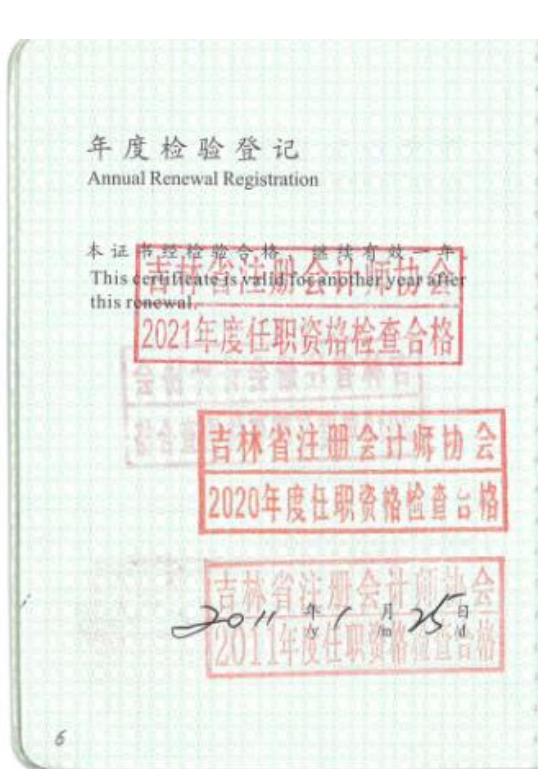 年度检验登记
Annual Renewal Registration
本证书经检验合格，继续有效一年。
This certificate is valid for another year after
this renewal.
吉林省注册会计师协会
2021年度任职资格检查合格
吉林省注册会计师协会
2020年度任职资格检查合格
吉林省注册会计师协会
2011年度任职资格检查合格
2011 年 1 月 25 日
/y /m /d
6